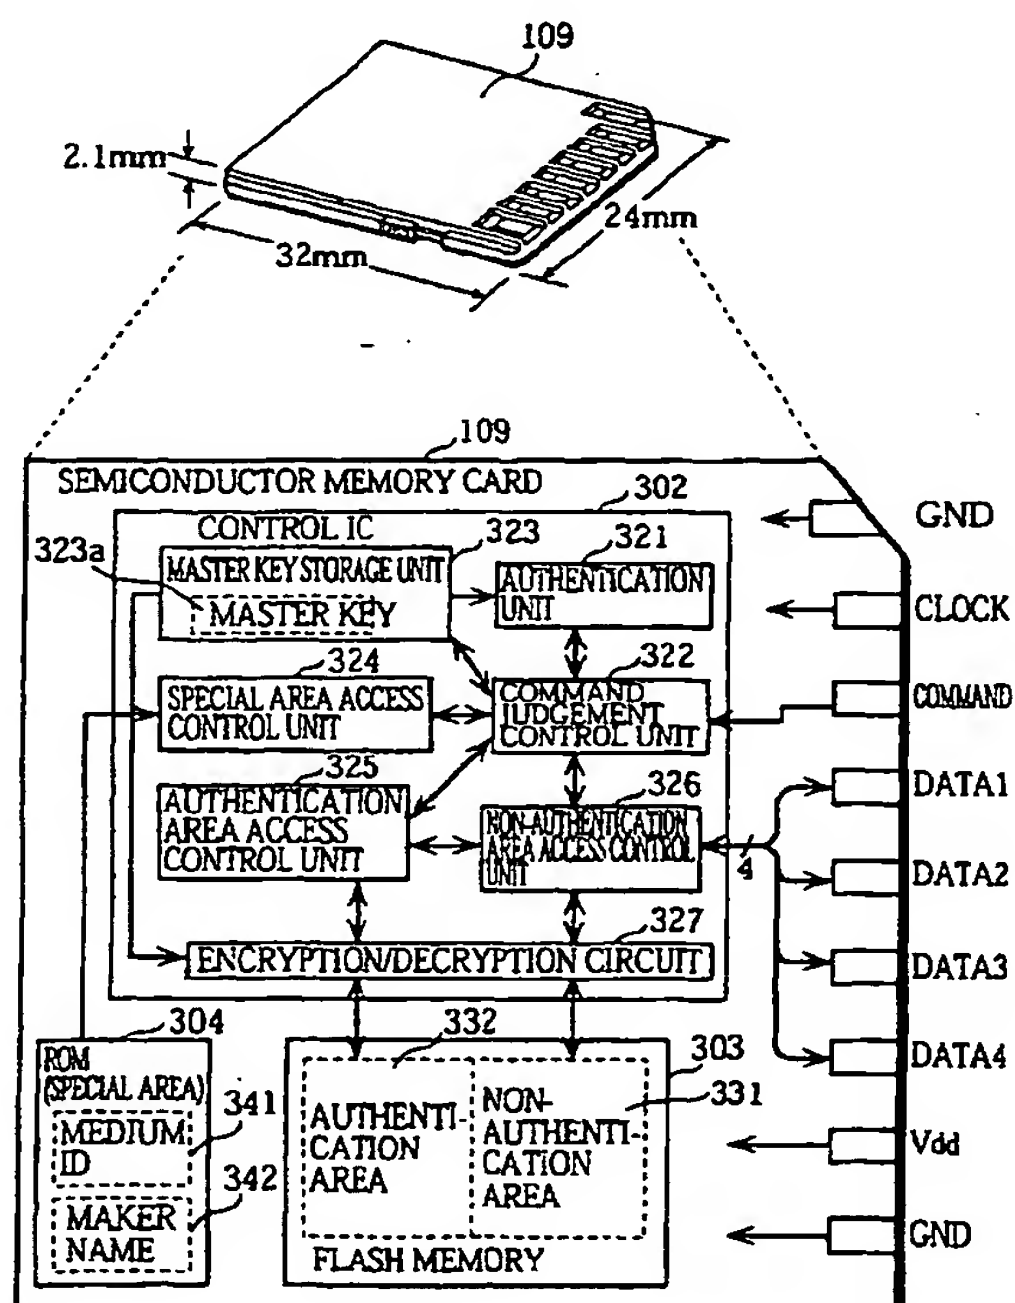 109
2.1mm
24mm
32mm
109
SEMICONDUCTOR MEMORY CARD
302
CONTROL IC
323
321
323a
MASTER KEY STORAGE UNIT
MASTER KEY
AUTHENTICATION
UNIT
324
322
SPECIAL AREA ACCESS
CONTROL UNIT
COMMAND
JUDGEMENT
CONTROL UNIT
325
326
AUTHENTICATION
AREA ACCESS
CONTROL UNIT
NON-AUTHENTICATION
AREA ACCESS CONTROL
UNIT
4
327
ENCRYPTION/DECRYPTION CIRCUIT
GND
CLOCK
COMMAND
DATA1
DATA2
DATA3
DATA4
Vdd
GND
304
ROM
(SPECIAL AREA)
341
MEDIUM
ID
342
MAKER
NAME
332
303
331
AUTHENTI-
CATION
AREA
NON-
AUTHENTI-
CATION
AREA
FLASH MEMORY